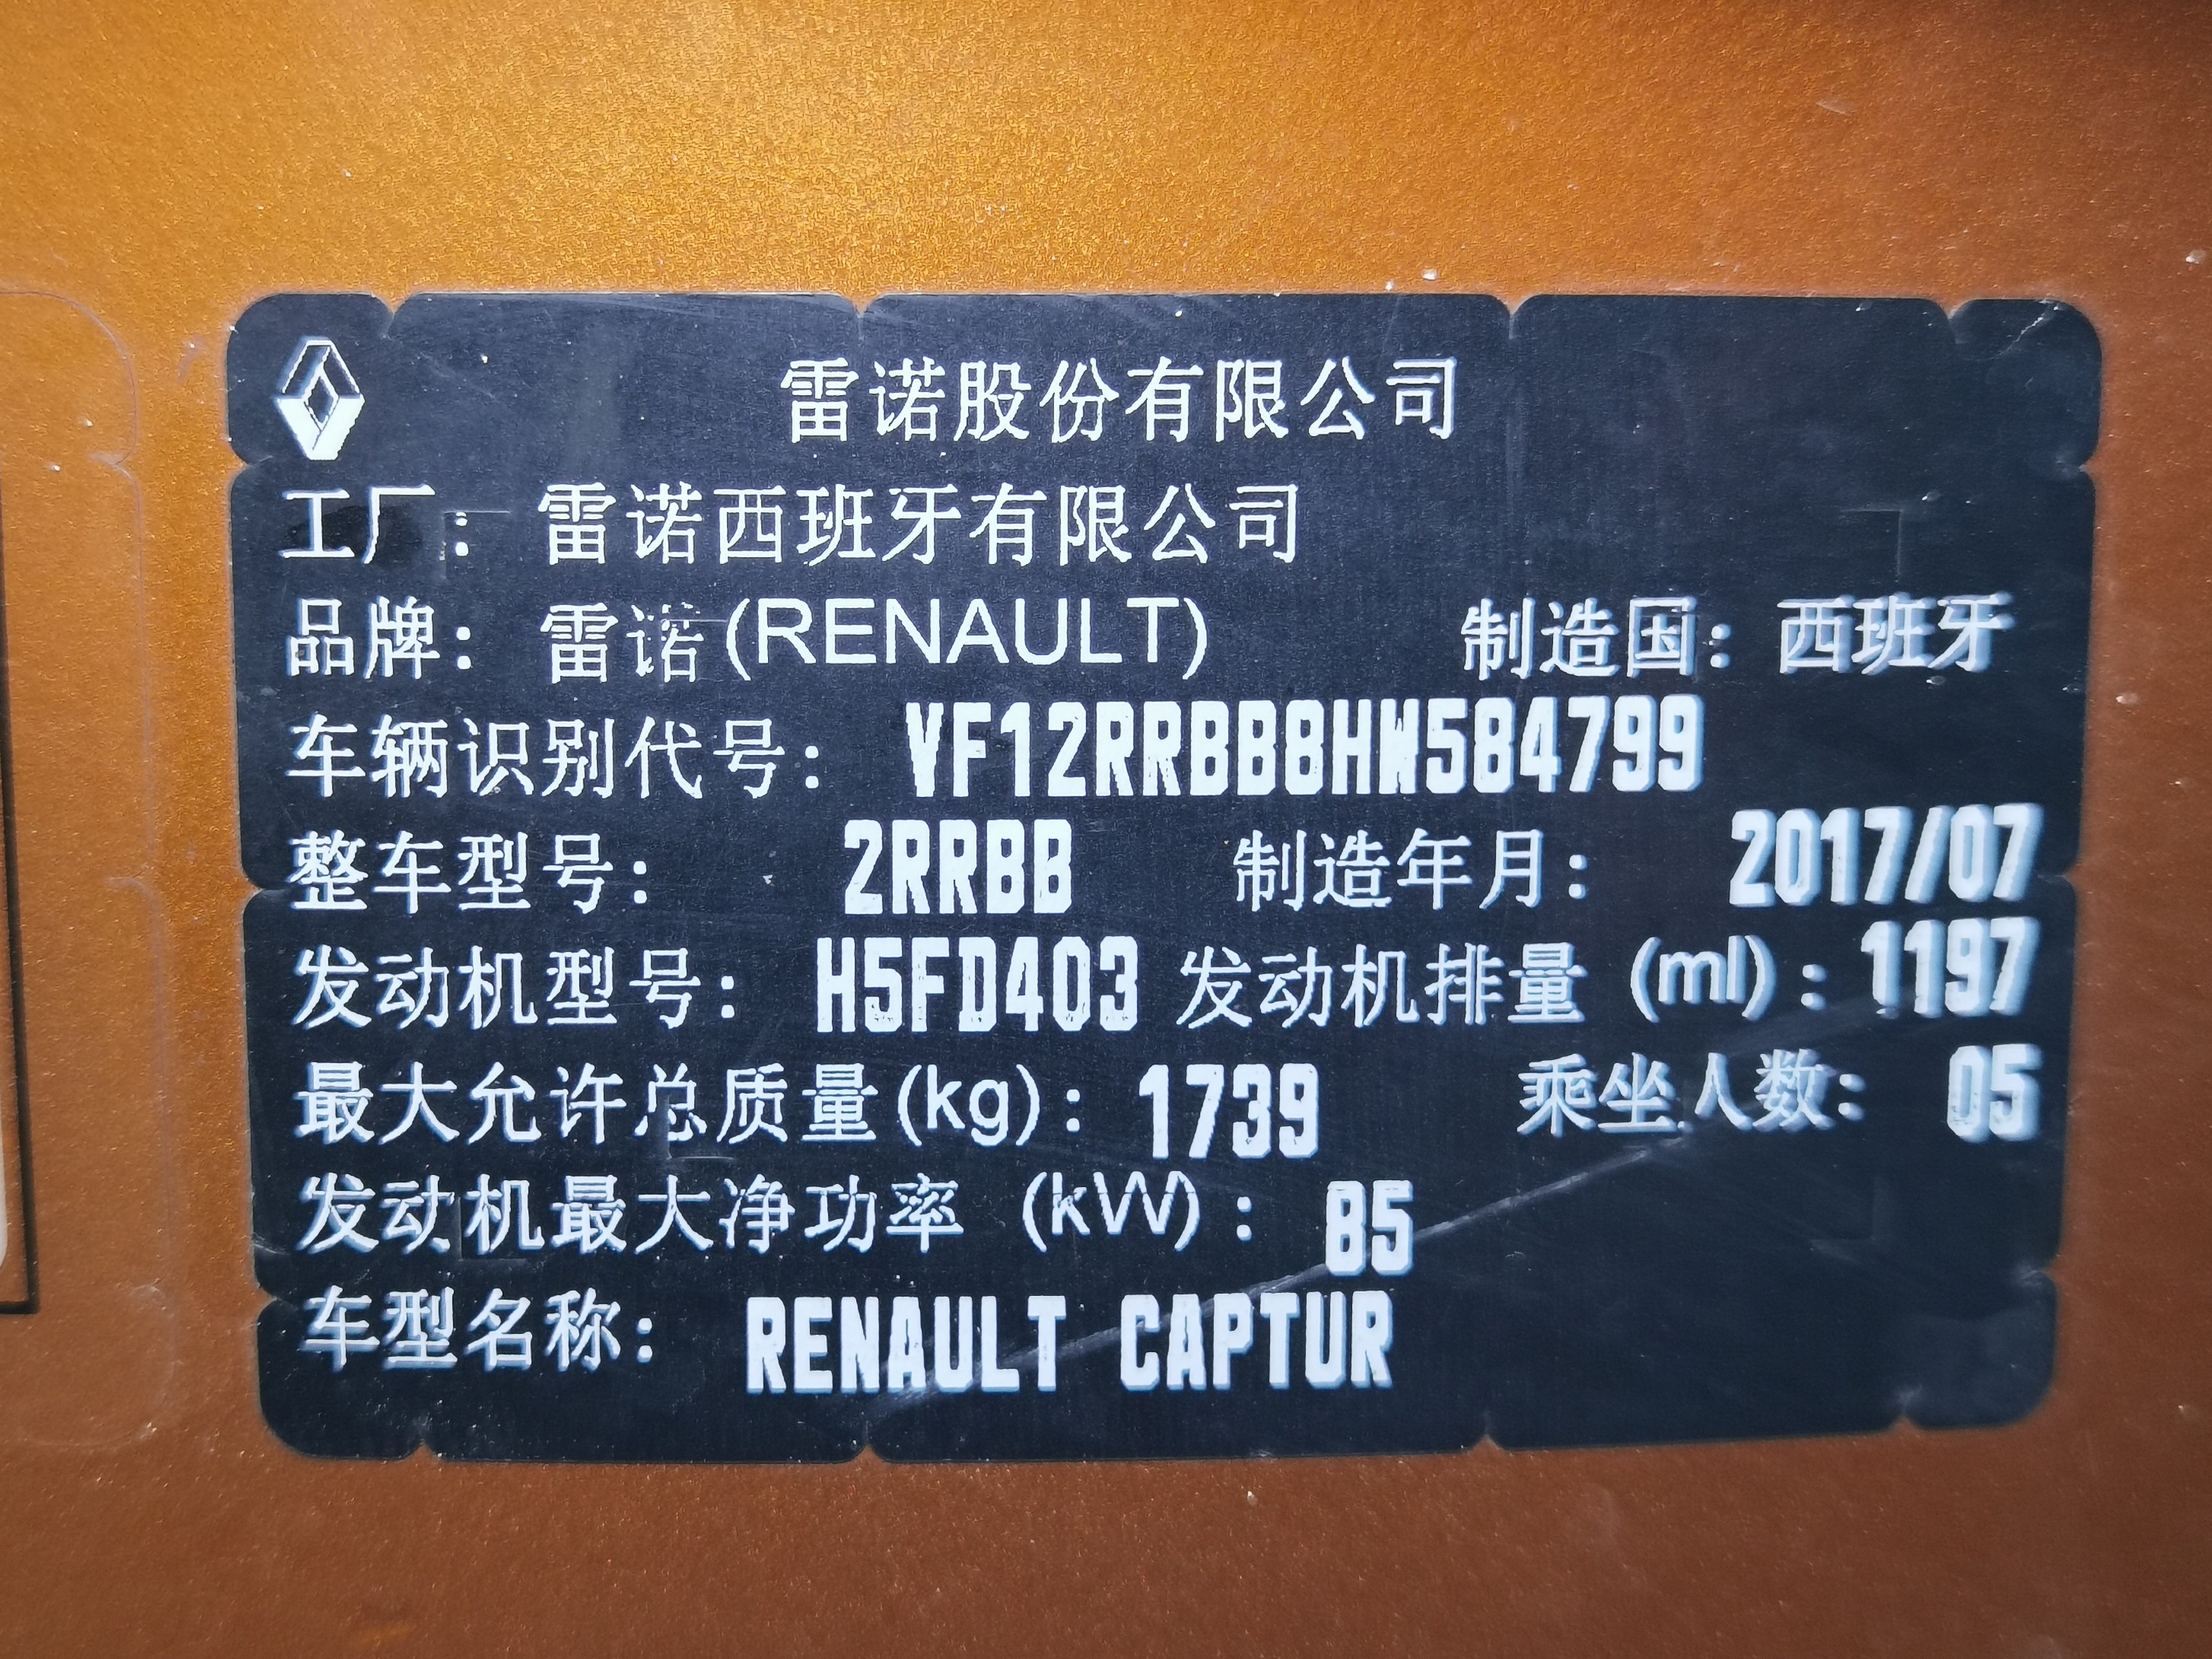 雷诺股份有限公司
工厂：雷诺西班牙有限公司
品牌：雷诺(RENAULT) 制造国：西班牙
车辆识别代号：VF12RRBB8HW584799
整车型号：2RRBB 制造年月：2017/07
发动机型号：H5FD403 发动机排量(ml)：1197
最大允许总质量(kg)：1739 乘坐人数：05
发动机最大净功率(kW)：85
车型名称：RENAULT CAPTUR